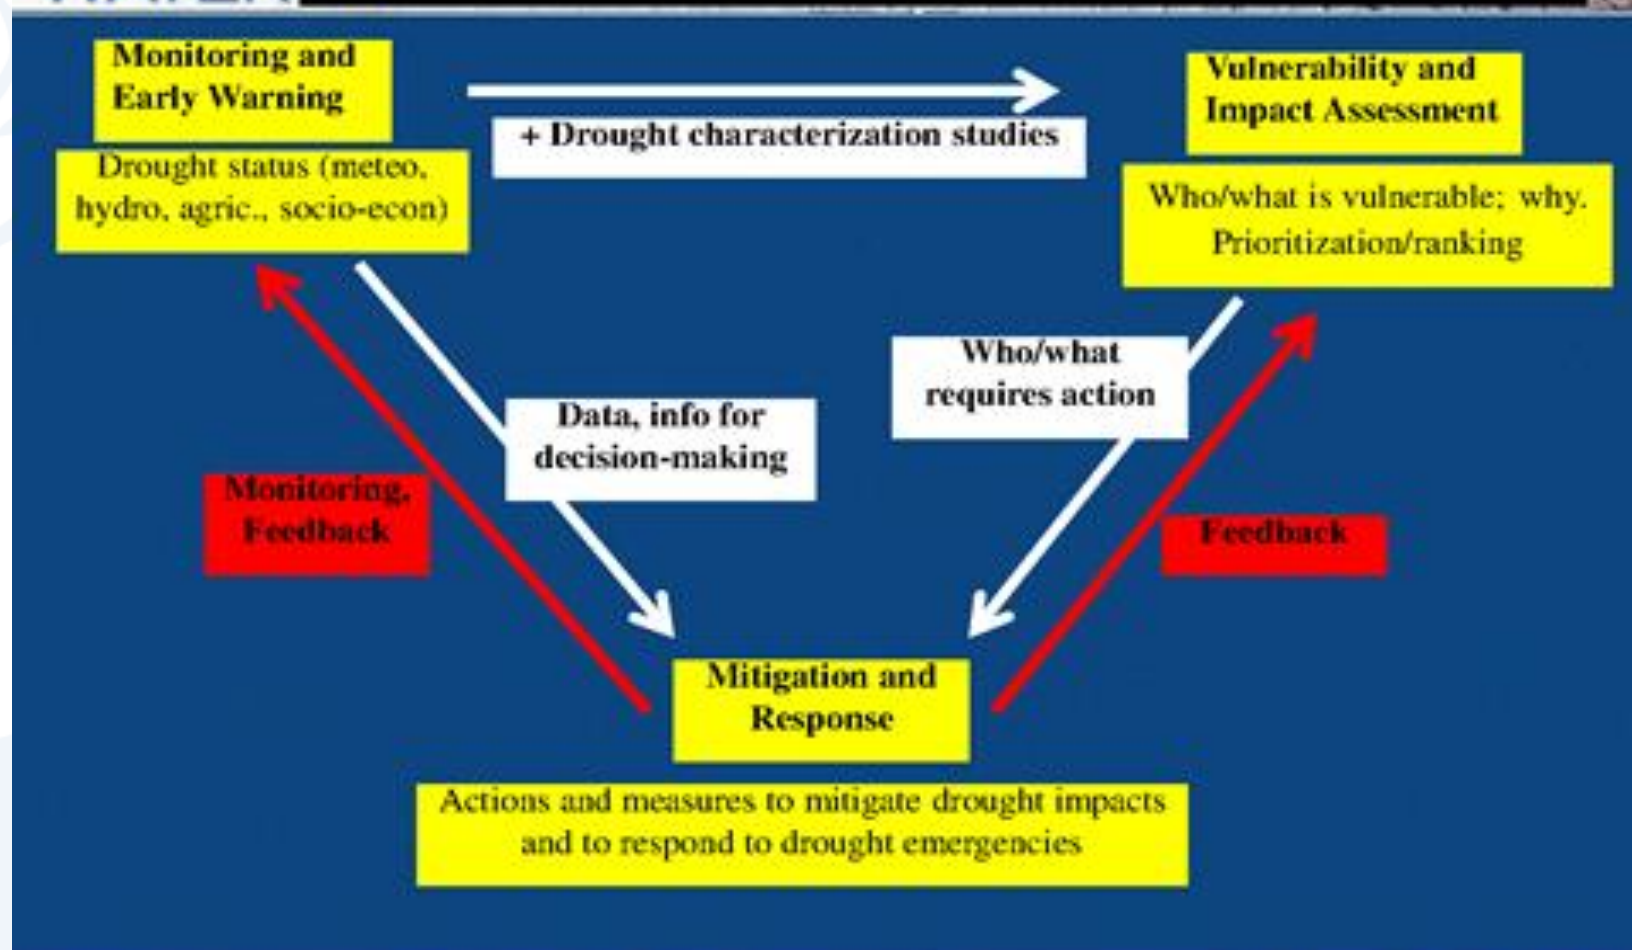 Monitoring and
Early Warning
Vulnerability and
Impact Assessment
+ Drought characterization studies
Drought status (meteo,
hydro, agric., socio-econ)
Who/what is vulnerable; why.
Prioritization/ranking
Who/what
requires action
Data, info for
decision-making
Monitoring,
Feedback
Feedback
Mitigation and
Response
Actions and measures to mitigate drought impacts
and to respond to drought emergencies